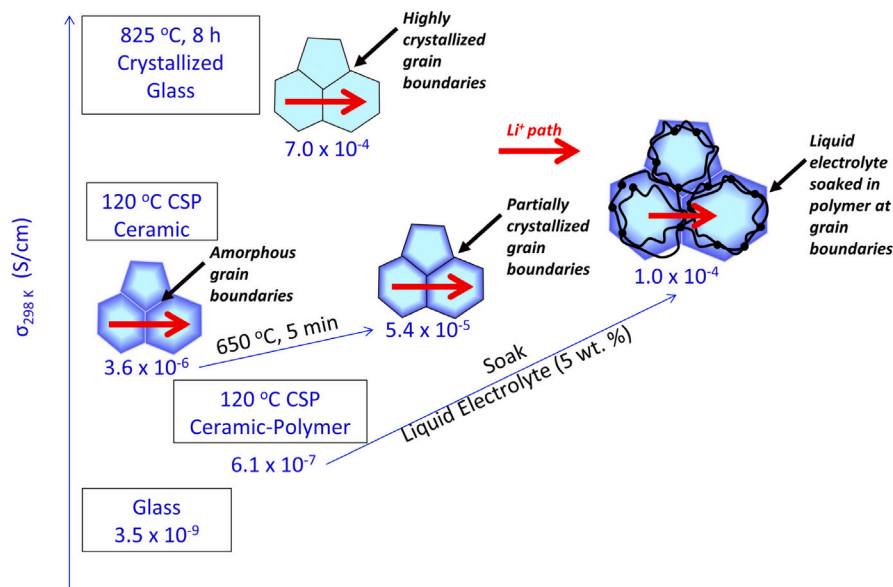 825 °C, 8 h
Crystallized
Glass
Highly
crystallized
grain
boundaries
7.0 x 10⁻⁴
Li⁺ path
Liquid
electrolyte
soaked in
polymer at
grain
boundaries
1.0 x 10⁻⁴
120 °C CSP
Ceramic
Amorphous
grain
boundaries
3.6 x 10⁻⁶
650 °C, 5 min
Partially
crystallized
grain
boundaries
5.4 x 10⁻⁵
120 °C CSP
Ceramic-Polymer
6.1 x 10⁻⁷
Soak
Liquid Electrolyte (5 wt. %)
Glass
3.5 x 10⁻⁹
σ₂₉₈ ₖ (S/cm)